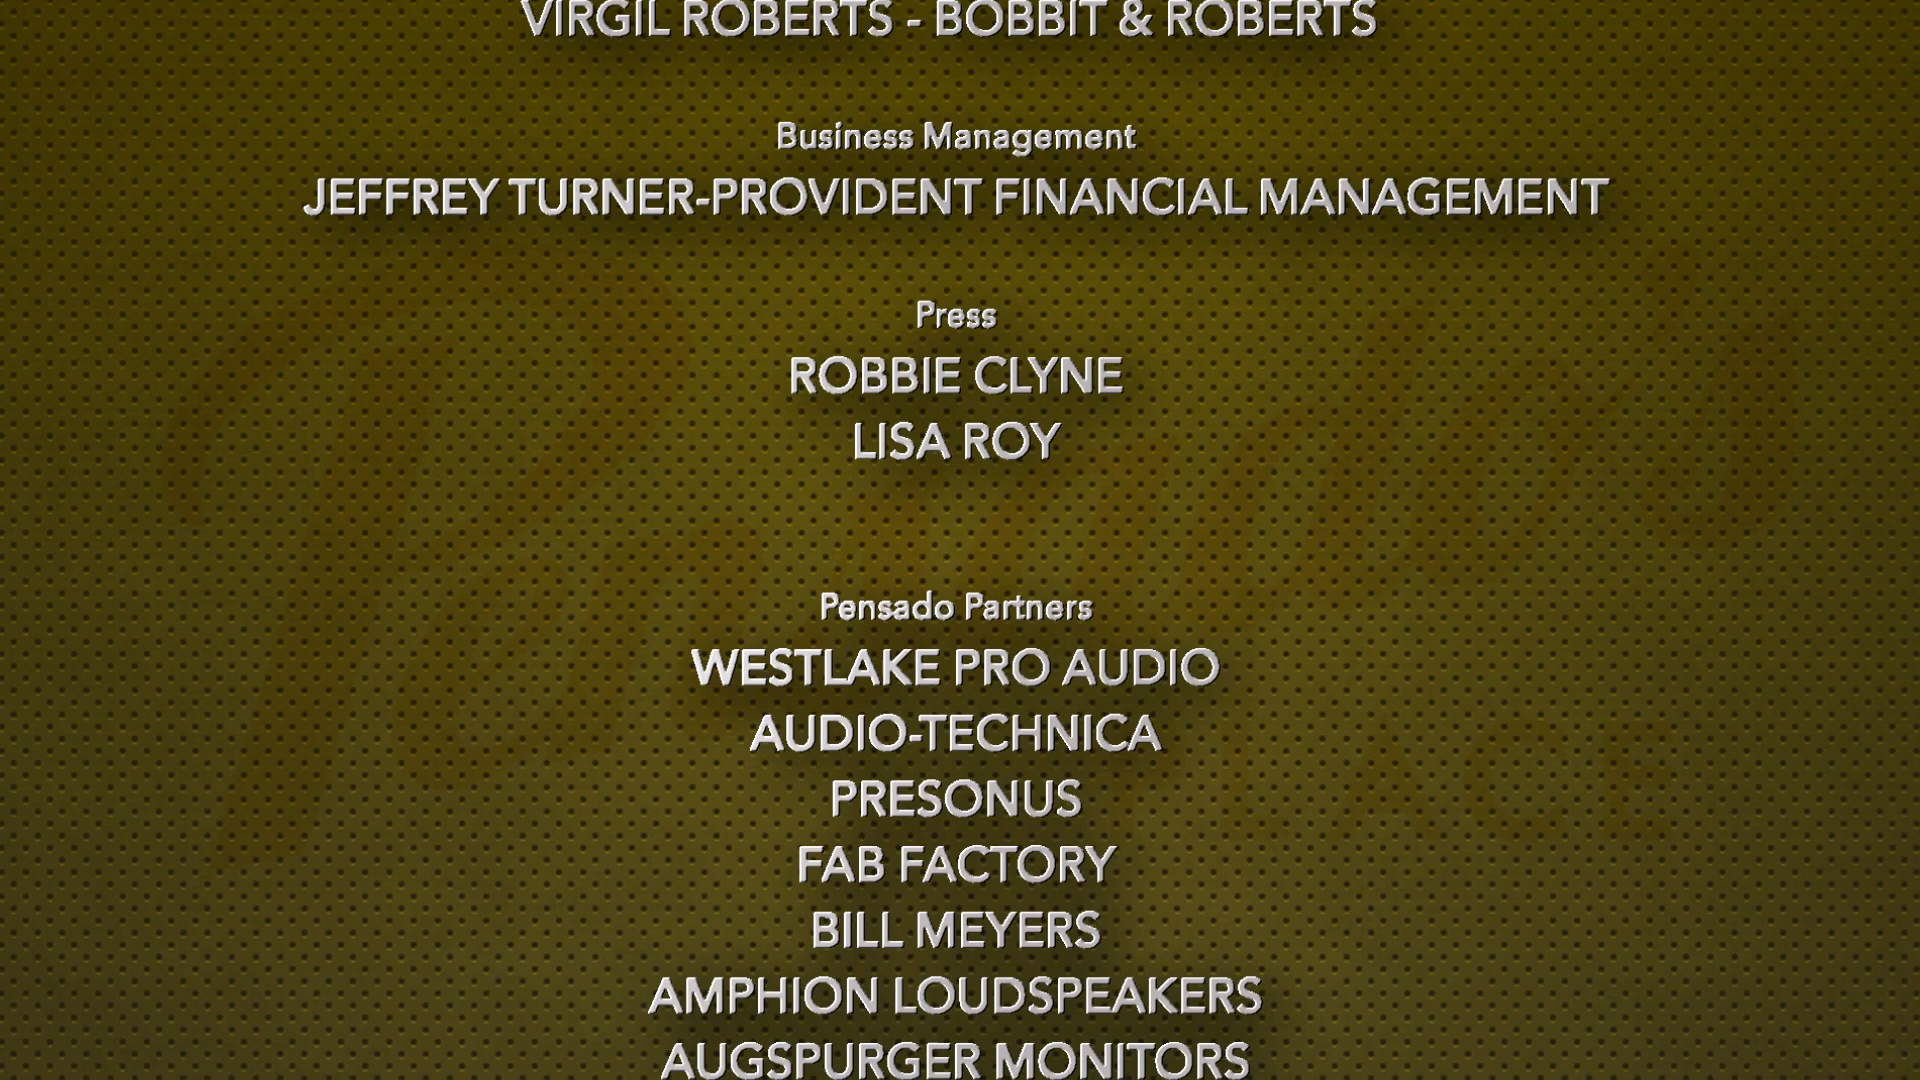 VIRGIL ROBERTS - BOBBIT & ROBERTS
Business Management
JEFFREY TURNER-PROVIDENT FINANCIAL MANAGEMENT
Press
ROBBIE CLYNE
LISA ROY
Pensado Partners
WESTLAKE PRO AUDIO
AUDIO-TECHNICA
PRESONUS
FAB FACTORY
BILL MEYERS
AMPHION LOUDSPEAKERS
AUGSPURGER MONITORS